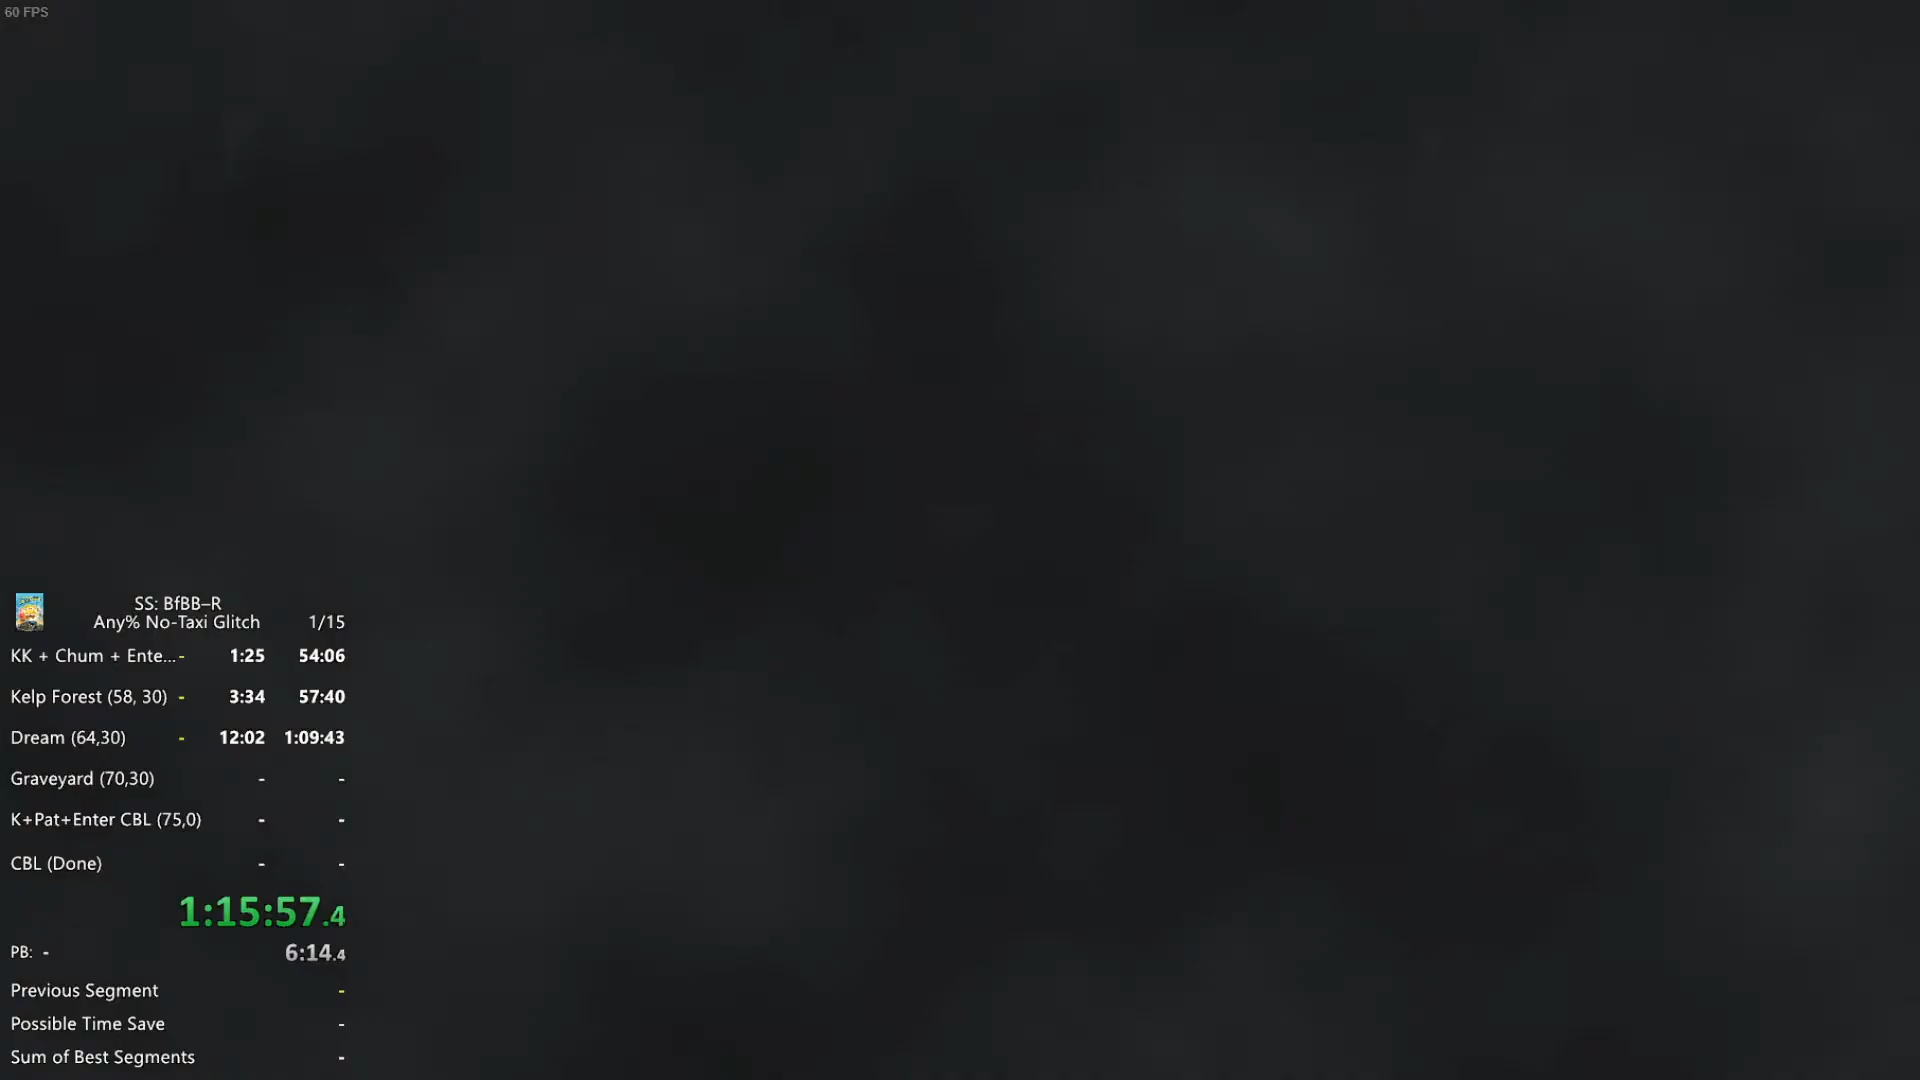 60 FPS
SS: BfBB–R
Any% No-Taxi Glitch 1/15
KK + Chum + Ente... - 1:25 54:06
Kelp Forest (58, 30) - 3:34 57:40
Dream (64,30) - 12:02 1:09:43
Graveyard (70,30) - -
K+Pat+Enter CBL (75,0) - -
CBL (Done) - -
1:15:57.4
PB: - 6:14.4
Previous Segment -
Possible Time Save -
Sum of Best Segments -